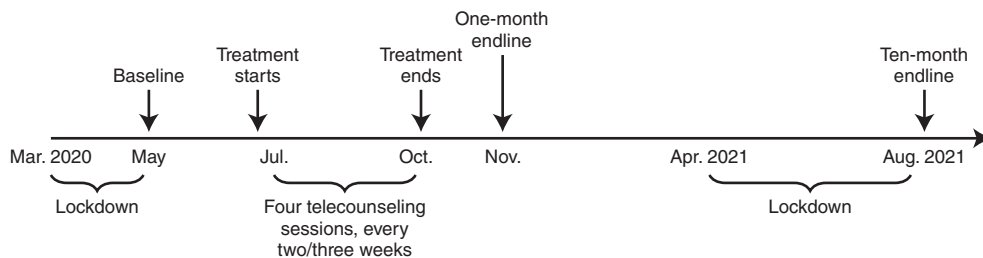 One-month
endline
Treatment
starts
Treatment
ends
Ten-month
endline
Baseline
Mar. 2020 May Jul. Oct. Nov. Apr. 2021 Aug. 2021
Lockdown
Four telecounseling
sessions, every
two/three weeks
Lockdown